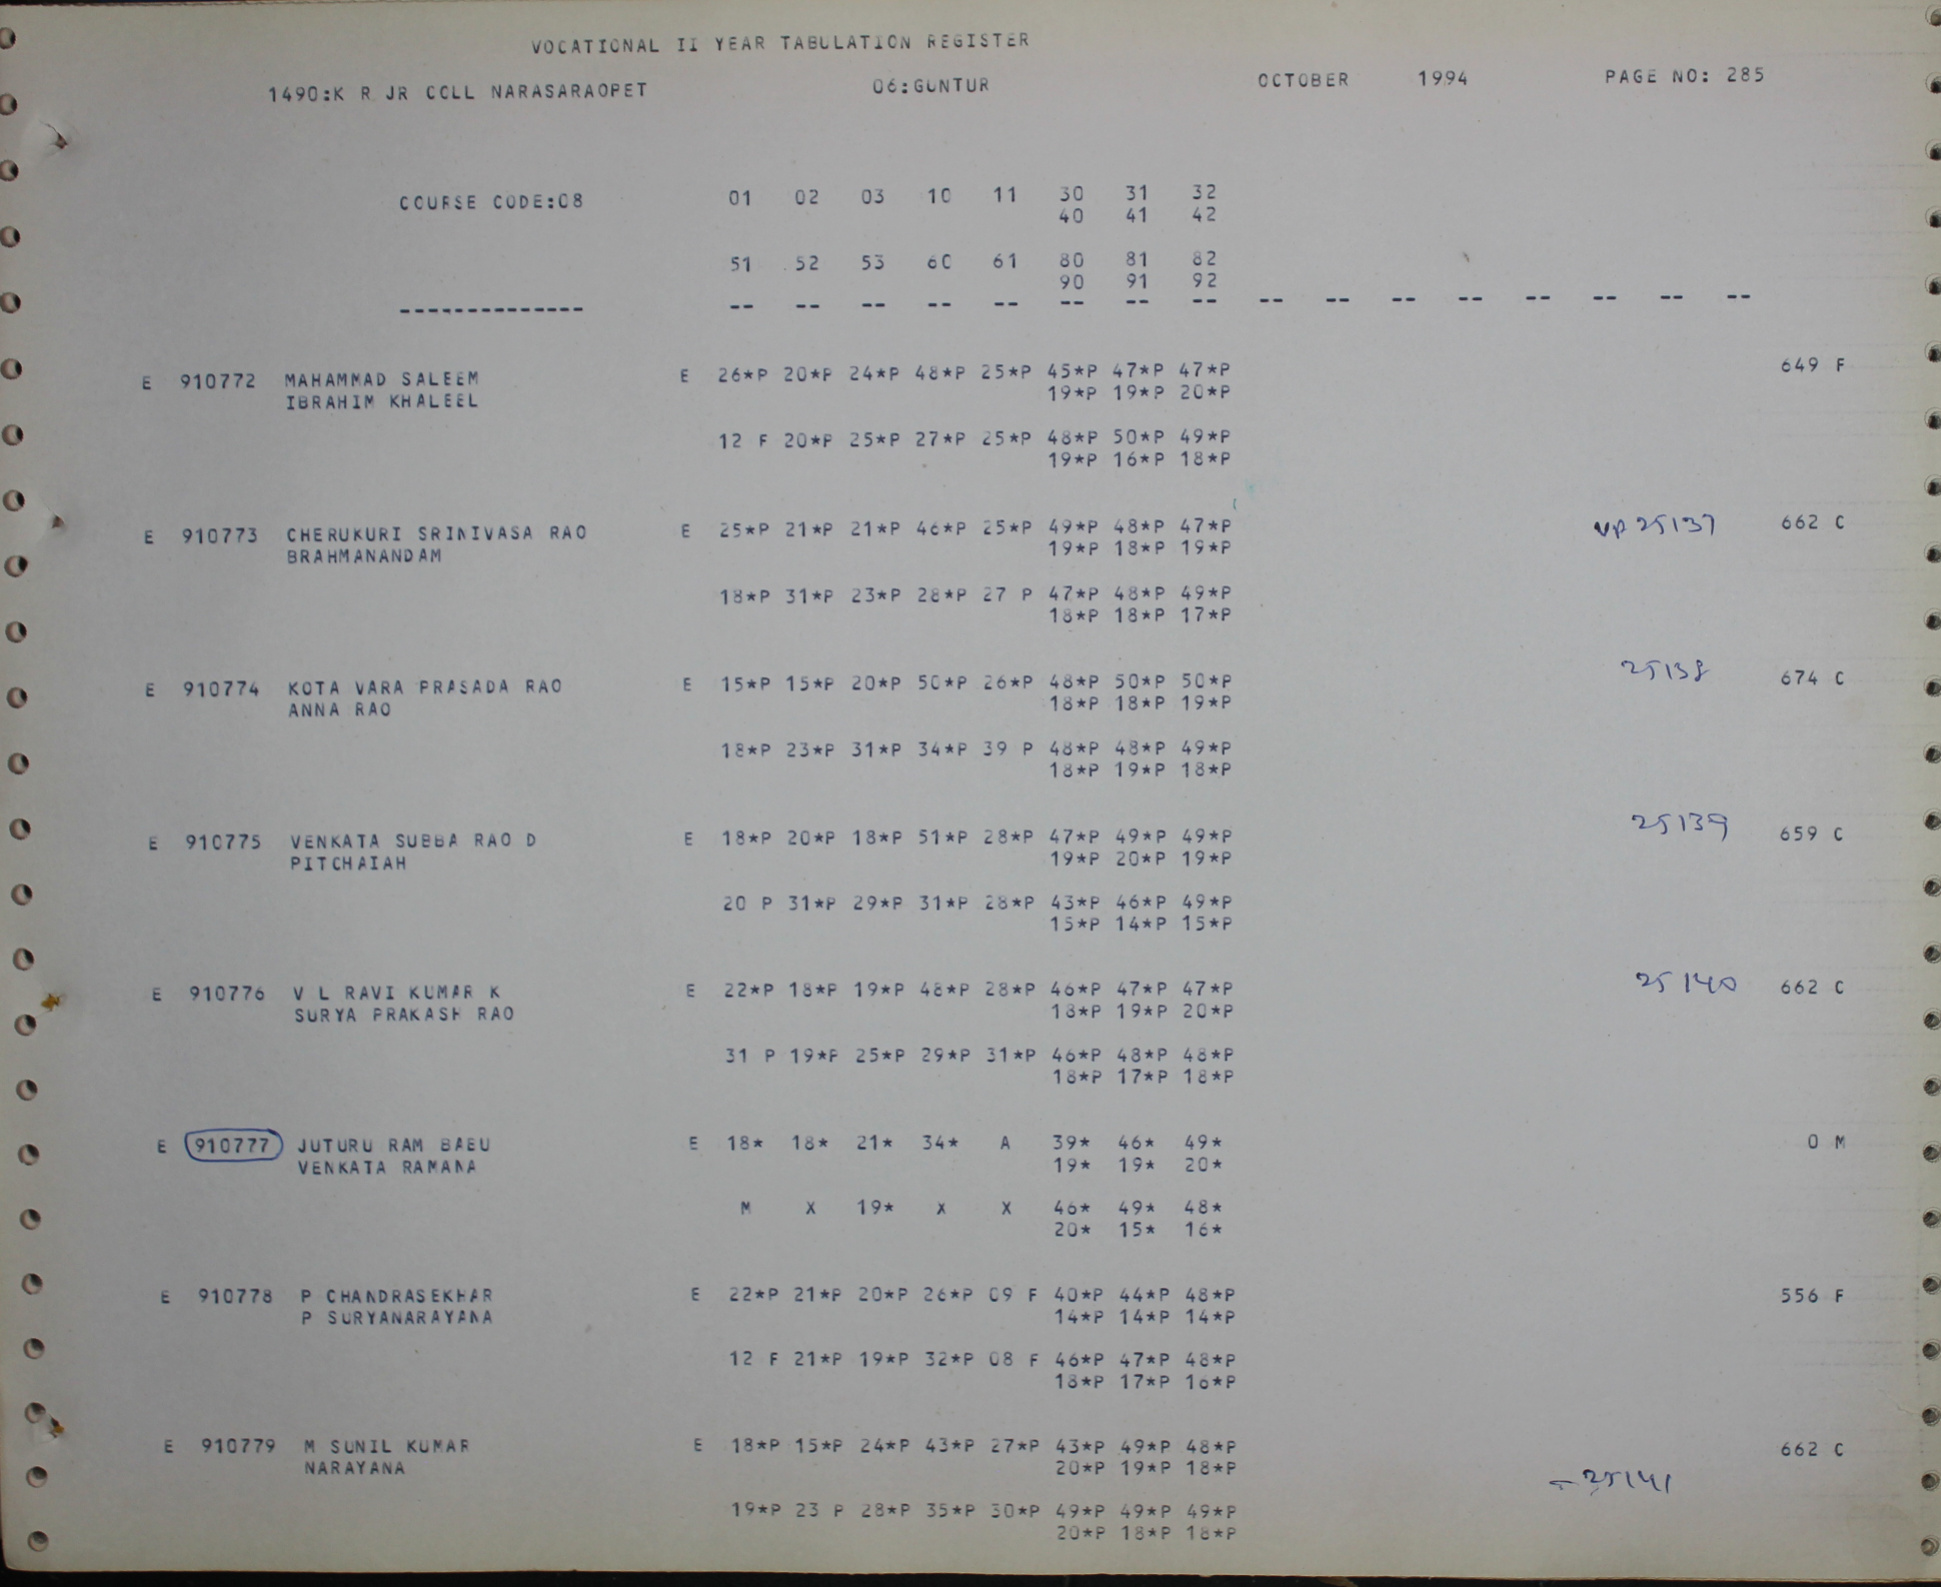 VOCATIONAL II YEAR TABULATION REGISTER
1490:K R JR COLL NARASARAOPET 06:GUNTUR OCTOBER 1994 PAGE NO: 285
COURSE CODE:08 01 02 03 10 11 30 31 32
40 41 42
51 52 53 60 61 80 81 82
90 91 92
-------------- -- -- -- -- -- -- -- -- -- -- -- -- -- -- -- --
E 910772 MAHAMMAD SALEEM E 26*P 20*P 24*P 48*P 25*P 45*P 47*P 47*P 649 F
IBRAHIM KHALEEL 19*P 19*P 20*P
12 F 20*P 25*P 27*P 25*P 48*P 50*P 49*P
19*P 16*P 18*P
E 910773 CHERUKURI SRINIVASA RAO E 25*P 21*P 21*P 46*P 25*P 49*P 48*P 47*P VP 25137 662 C
BRAHMANANDAM 19*P 18*P 19*P
18*P 31*P 23*P 28*P 27 P 47*P 48*P 49*P
18*P 18*P 17*P
E 910774 KOTA VARA PRASADA RAO E 15*P 15*P 20*P 50*P 26*P 48*P 50*P 50*P 25138 674 C
ANNA RAO 18*P 18*P 19*P
18*P 23*P 31*P 34*P 39 P 48*P 48*P 49*P
18*P 19*P 18*P
E 910775 VENKATA SUBBA RAO D E 18*P 20*P 18*P 51*P 28*P 47*P 49*P 49*P 25139 659 C
PITCHAIAH 19*P 20*P 19*P
20 P 31*P 29*P 31*P 28*P 43*P 46*P 49*P
15*P 14*P 15*P
E 910776 V L RAVI KUMAR K E 22*P 18*P 19*P 48*P 28*P 46*P 47*P 47*P 25140 662 C
SURYA PRAKASH RAO 18*P 19*P 20*P
31 P 19*P 25*P 29*P 31*P 46*P 48*P 48*P
18*P 17*P 18*P
E 910777 JUTURU RAM BABU E 18* 18* 21* 34* A 39* 46* 49* 0 M
VENKATA RAMANA 19* 19* 20*
M X 19* X X 46* 49* 48*
20* 15* 16*
E 910778 P CHANDRASEKHAR E 22*P 21*P 20*P 26*P 09 F 40*P 44*P 48*P 556 F
P SURYANARAYANA 14*P 14*P 14*P
12 F 21*P 19*P 32*P 08 F 46*P 47*P 48*P
18*P 17*P 16*P
E 910779 M SUNIL KUMAR E 18*P 15*P 24*P 43*P 27*P 43*P 49*P 48*P 662 C
NARAYANA 20*P 19*P 18*P
- 25141
19*P 23 P 28*P 35*P 30*P 49*P 49*P 49*P
20*P 18*P 18*P